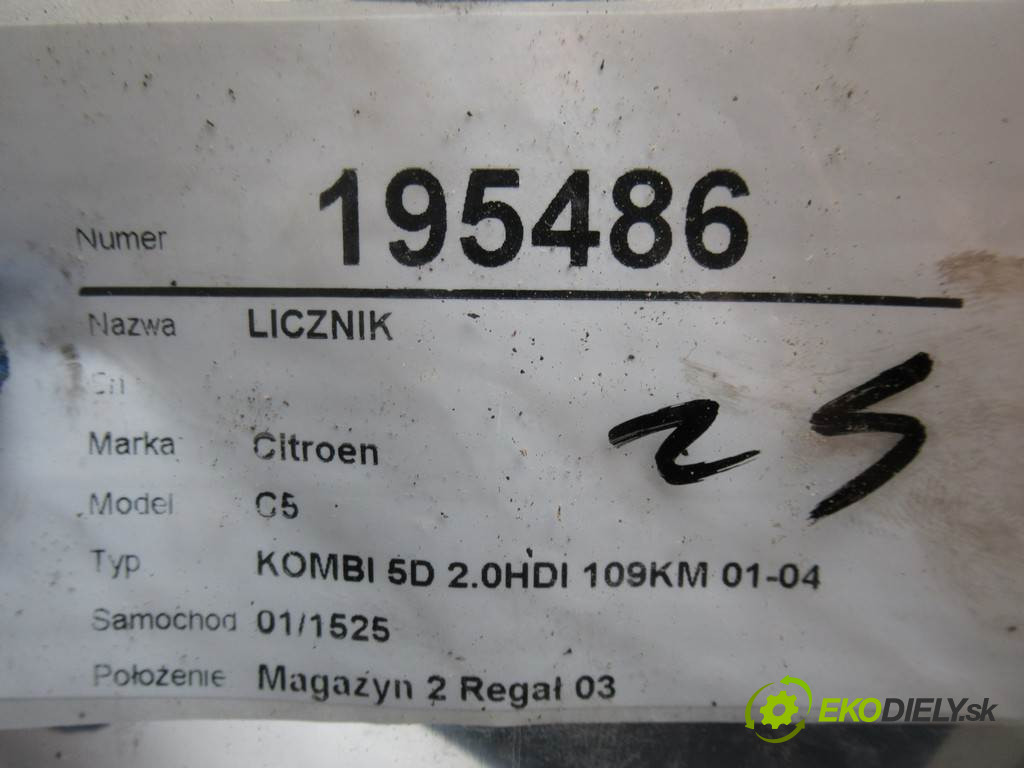 Numer 195486
Nazwa LICZNIK
Marka Citroen
Model C5
Typ KOMBI 5D 2.0HDI 109KM 01-04
Samochod 01/1525
Położenie Magazyn 2 Regał 03
25
EKODIELY.sk